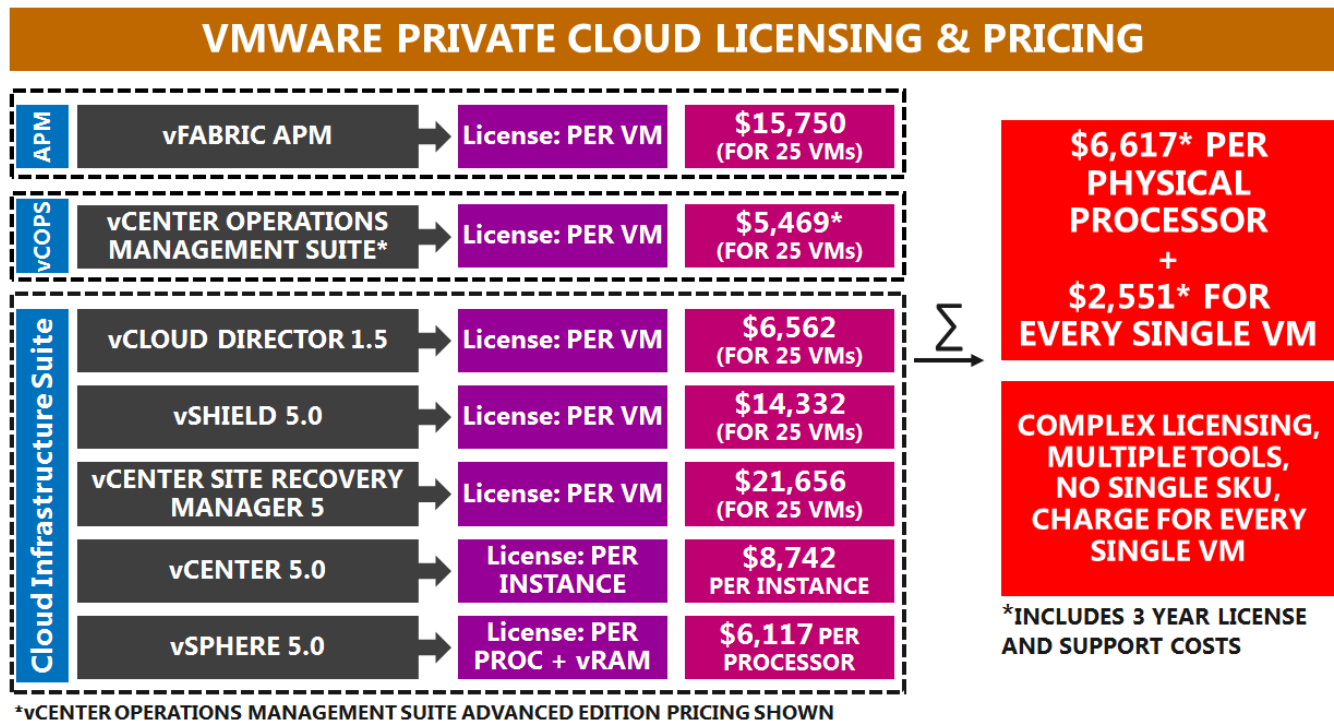 VMWARE PRIVATE CLOUD LICENSING & PRICING
APM
vFABRIC APM
License: PER VM
$15,750
(FOR 25 VMs)
vCOPS
vCENTER OPERATIONS
MANAGEMENT SUITE*
License: PER VM
$5,469*
(FOR 25 VMs)
Cloud Infrastructure Suite
vCLOUD DIRECTOR 1.5
License: PER VM
$6,562
(FOR 25 VMs)
vSHIELD 5.0
License: PER VM
$14,332
(FOR 25 VMs)
vCENTER SITE RECOVERY
MANAGER 5
License: PER VM
$21,656
(FOR 25 VMs)
vCENTER 5.0
License: PER
INSTANCE
$8,742
PER INSTANCE
vSPHERE 5.0
License: PER
PROC + vRAM
$6,117 PER
PROCESSOR
*vCENTER OPERATIONS MANAGEMENT SUITE ADVANCED EDITION PRICING SHOWN
∑
$6,617* PER
PHYSICAL
PROCESSOR
+
$2,551* FOR
EVERY SINGLE VM
COMPLEX LICENSING,
MULTIPLE TOOLS,
NO SINGLE SKU,
CHARGE FOR EVERY
SINGLE VM
*INCLUDES 3 YEAR LICENSE
AND SUPPORT COSTS